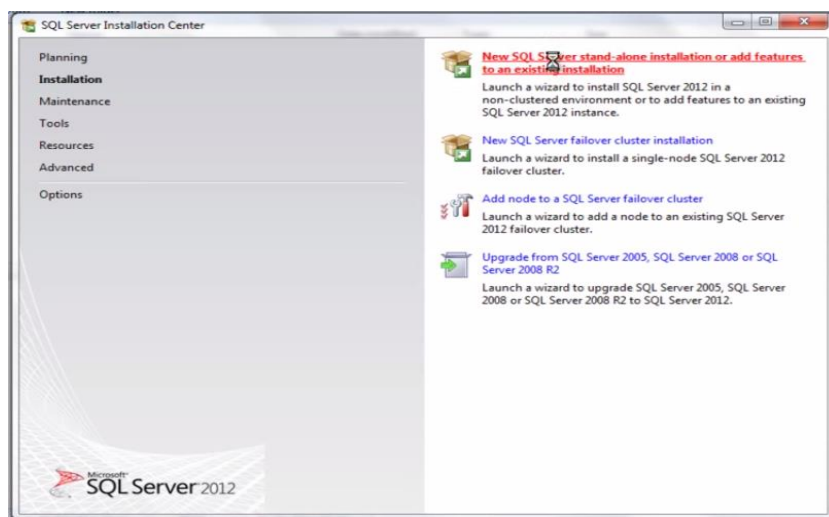 SQL Server Installation Center
Planning
Installation
Maintenance
Tools
Resources
Advanced
Options
New SQL Server stand-alone installation or add features
to an existing installation
Launch a wizard to install SQL Server 2012 in a
non-clustered environment or to add features to an existing
SQL Server 2012 instance.
New SQL Server failover cluster installation
Launch a wizard to install a single-node SQL Server 2012
failover cluster.
Add node to a SQL Server failover cluster
Launch a wizard to add a node to an existing SQL Server
2012 failover cluster.
Upgrade from SQL Server 2005, SQL Server 2008 or SQL
Server 2008 R2
Launch a wizard to upgrade SQL Server 2005, SQL Server
2008 or SQL Server 2008 R2 to SQL Server 2012.
Microsoft
SQL Server 2012